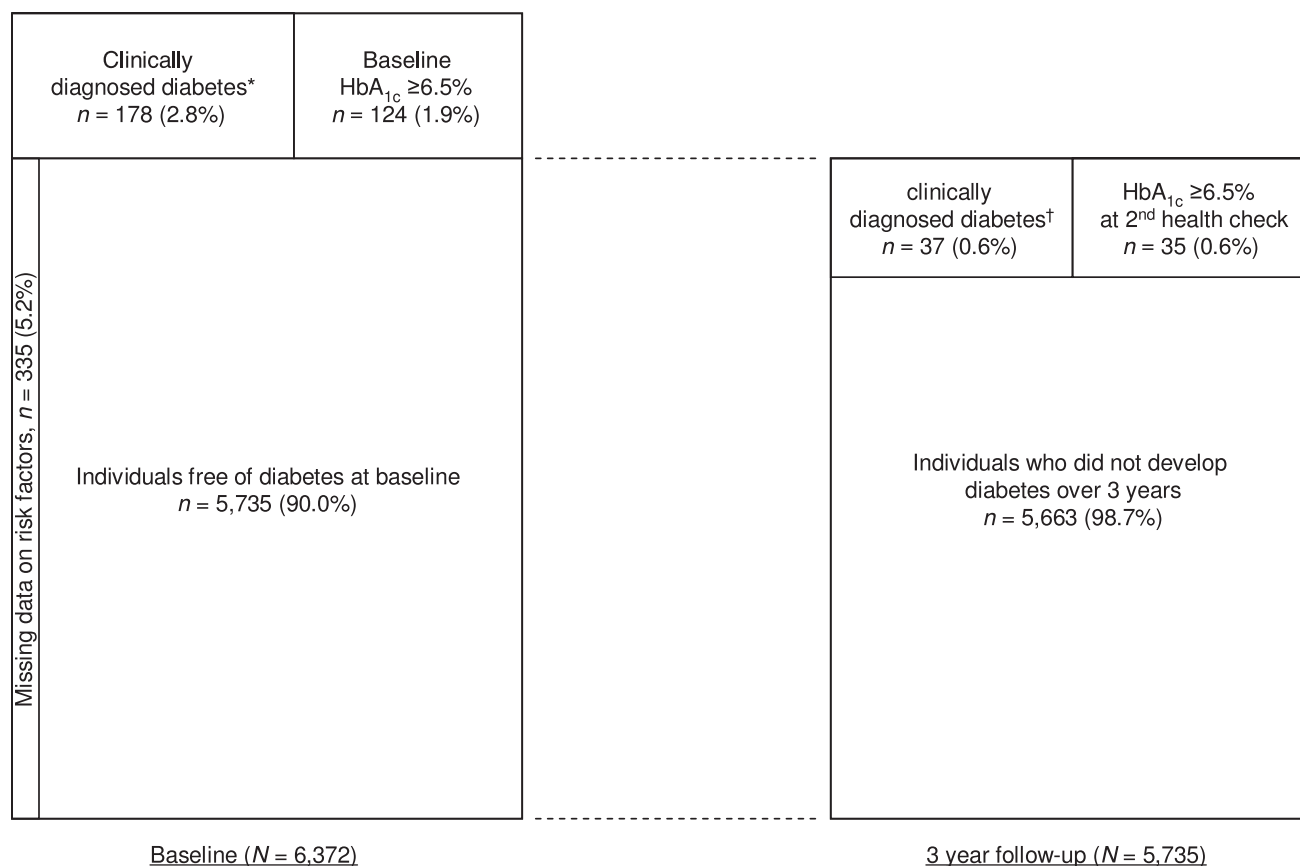 Clinically
diagnosed diabetes*
n = 178 (2.8%)
Baseline
HbA1c ≥6.5%
n = 124 (1.9%)
Missing data on risk factors, n = 335 (5.2%)
Individuals free of diabetes at baseline
n = 5,735 (90.0%)
Baseline (N = 6,372)
clinically
diagnosed diabetes†
n = 37 (0.6%)
HbA1c ≥6.5%
at 2nd health check
n = 35 (0.6%)
Individuals who did not develop
diabetes over 3 years
n = 5,663 (98.7%)
3 year follow-up (N = 5,735)